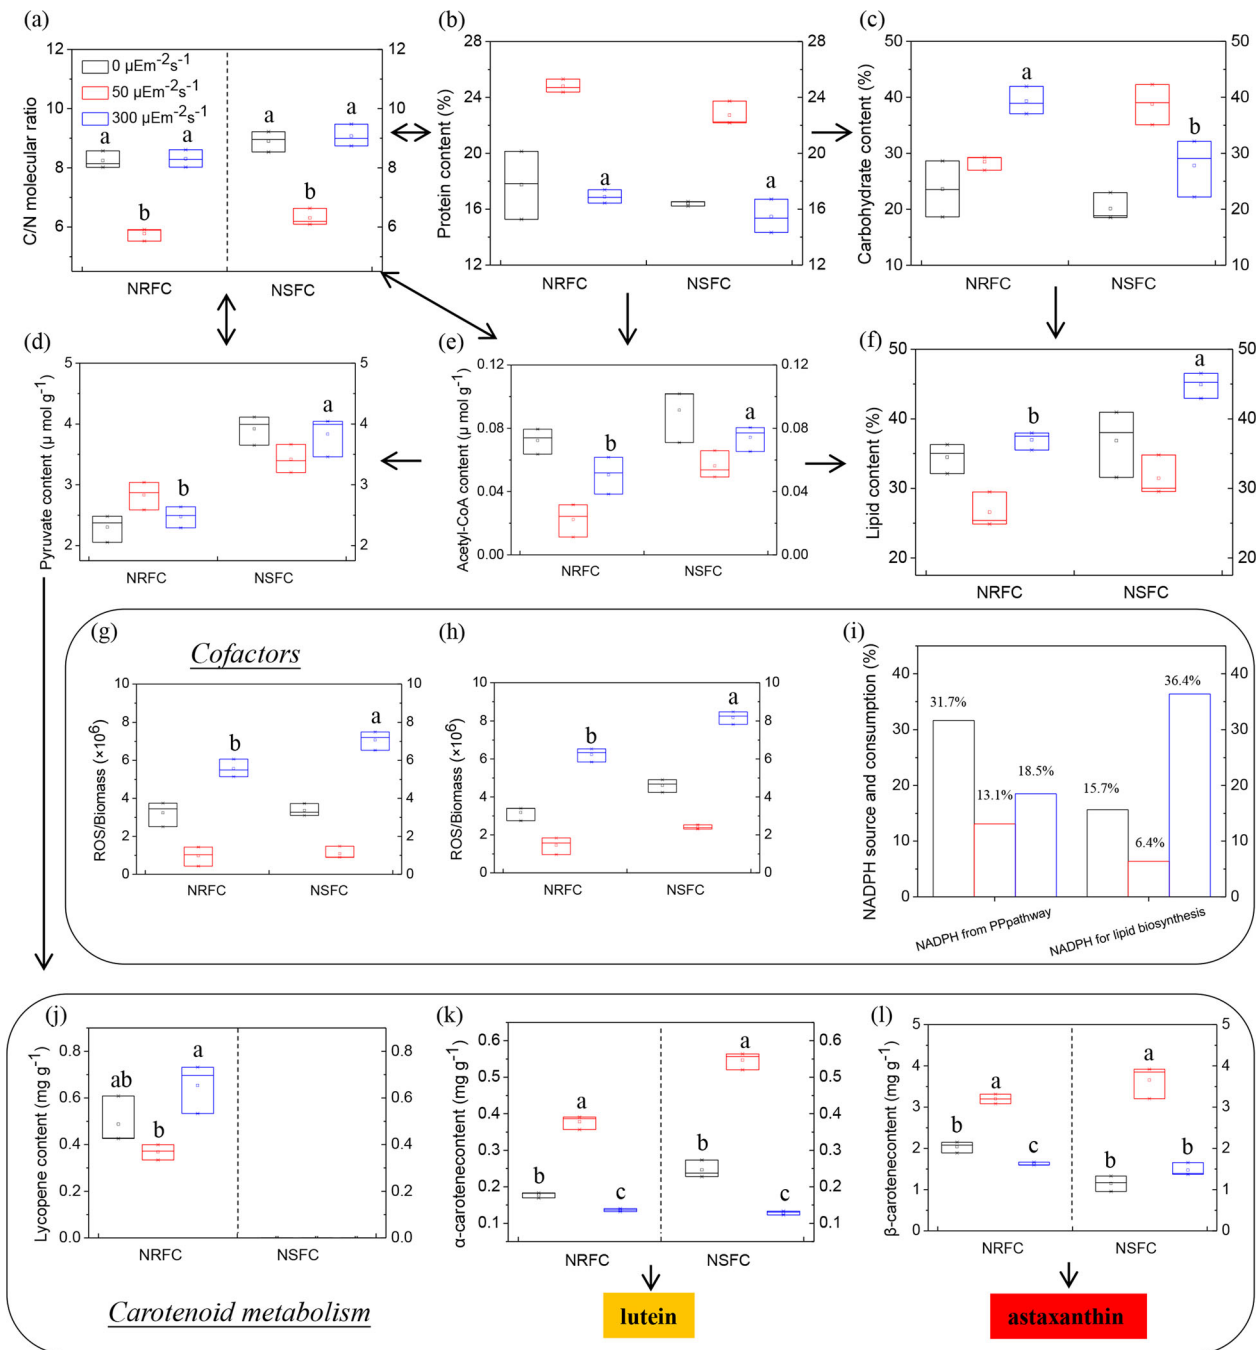 (a)
C/N molecular ratio
12
10
8
6
0 μEm⁻²s⁻¹
50 μEm⁻²s⁻¹
300 μEm⁻²s⁻¹
a
b
a
a
b
a
12
10
8
6
NRFC
NSFC
(b)
Protein content (%)
28
24
20
16
12
a
a
28
24
20
16
12
NRFC
NSFC
(c)
Carbohydrate content (%)
50
40
30
20
10
a
b
50
40
30
20
10
NRFC
NSFC
(d)
Pyruvate content (μ mol g⁻¹)
5
4
3
2
b
a
5
4
3
2
NRFC
NSFC
(e)
Acetyl-CoA content (μ mol g⁻¹)
0.12
0.08
0.04
0.00
b
a
0.12
0.08
0.04
0.00
NRFC
NSFC
(f)
Lipid content (%)
50
40
30
20
b
a
50
40
30
20
NRFC
NSFC
Cofactors
(g)
ROS/Biomass (×10⁶)
10
8
6
4
2
0
b
a
10
8
6
4
2
0
NRFC
NSFC
(h)
ROS/Biomass (×10⁶)
10
8
6
4
2
0
b
a
10
8
6
4
2
0
NRFC
NSFC
(i)
NADPH source and consumption (%)
40
30
20
10
0
31.7%
13.1%
18.5%
15.7%
6.4%
36.4%
40
30
20
10
0
NADPH from PPpathway
NADPH for lipid biosynthesis
(j)
Lycopene content (mg g⁻¹)
0.8
0.6
0.4
0.2
0.0
ab
b
a
0.8
0.6
0.4
0.2
0.0
NRFC
NSFC
(k)
α-carotenecontent (mg g⁻¹)
0.6
0.5
0.4
0.3
0.2
0.1
b
a
c
b
a
c
0.6
0.5
0.4
0.3
0.2
0.1
NRFC
NSFC
(l)
β-carotenecontent (mg g⁻¹)
5
4
3
2
1
0
b
a
c
b
a
b
5
4
3
2
1
0
NRFC
NSFC
Carotenoid metabolism
lutein
astaxanthin